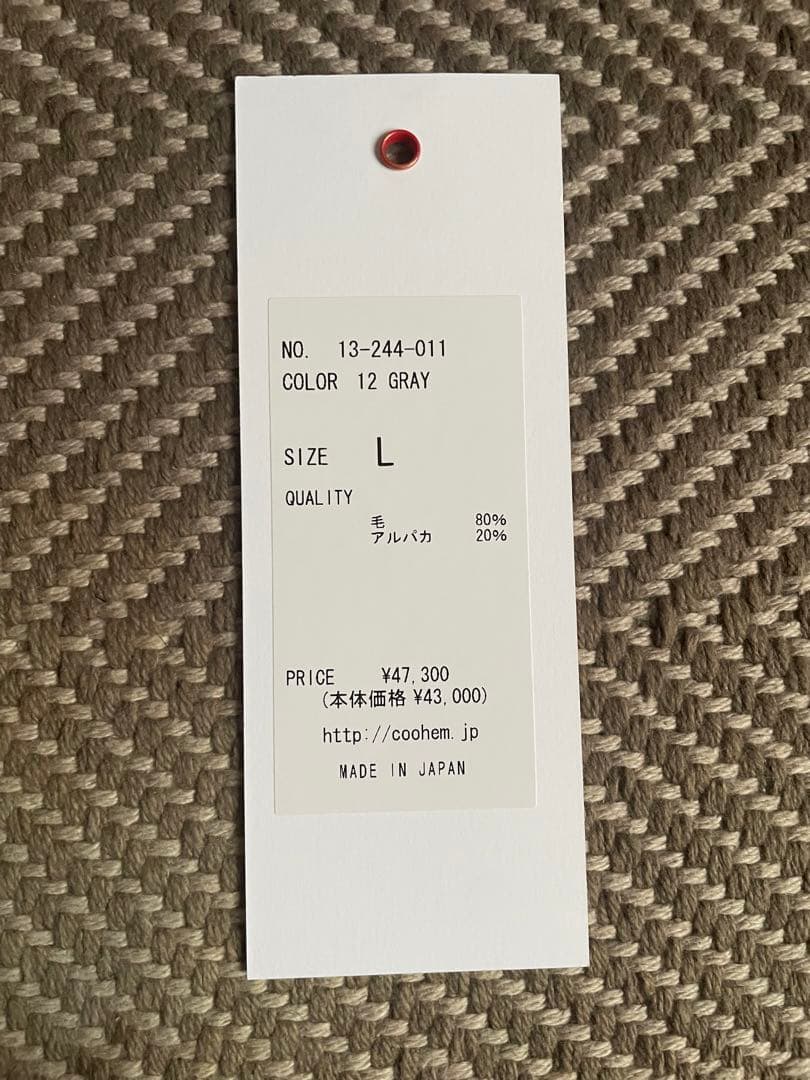 NO. 13-244-011
COLOR 12 GRAY
SIZE L
QUALITY
毛 80%
アルパカ 20%
PRICE ¥47,300
(本体価格 ¥43,000)
http://coohem.jp
MADE IN JAPAN